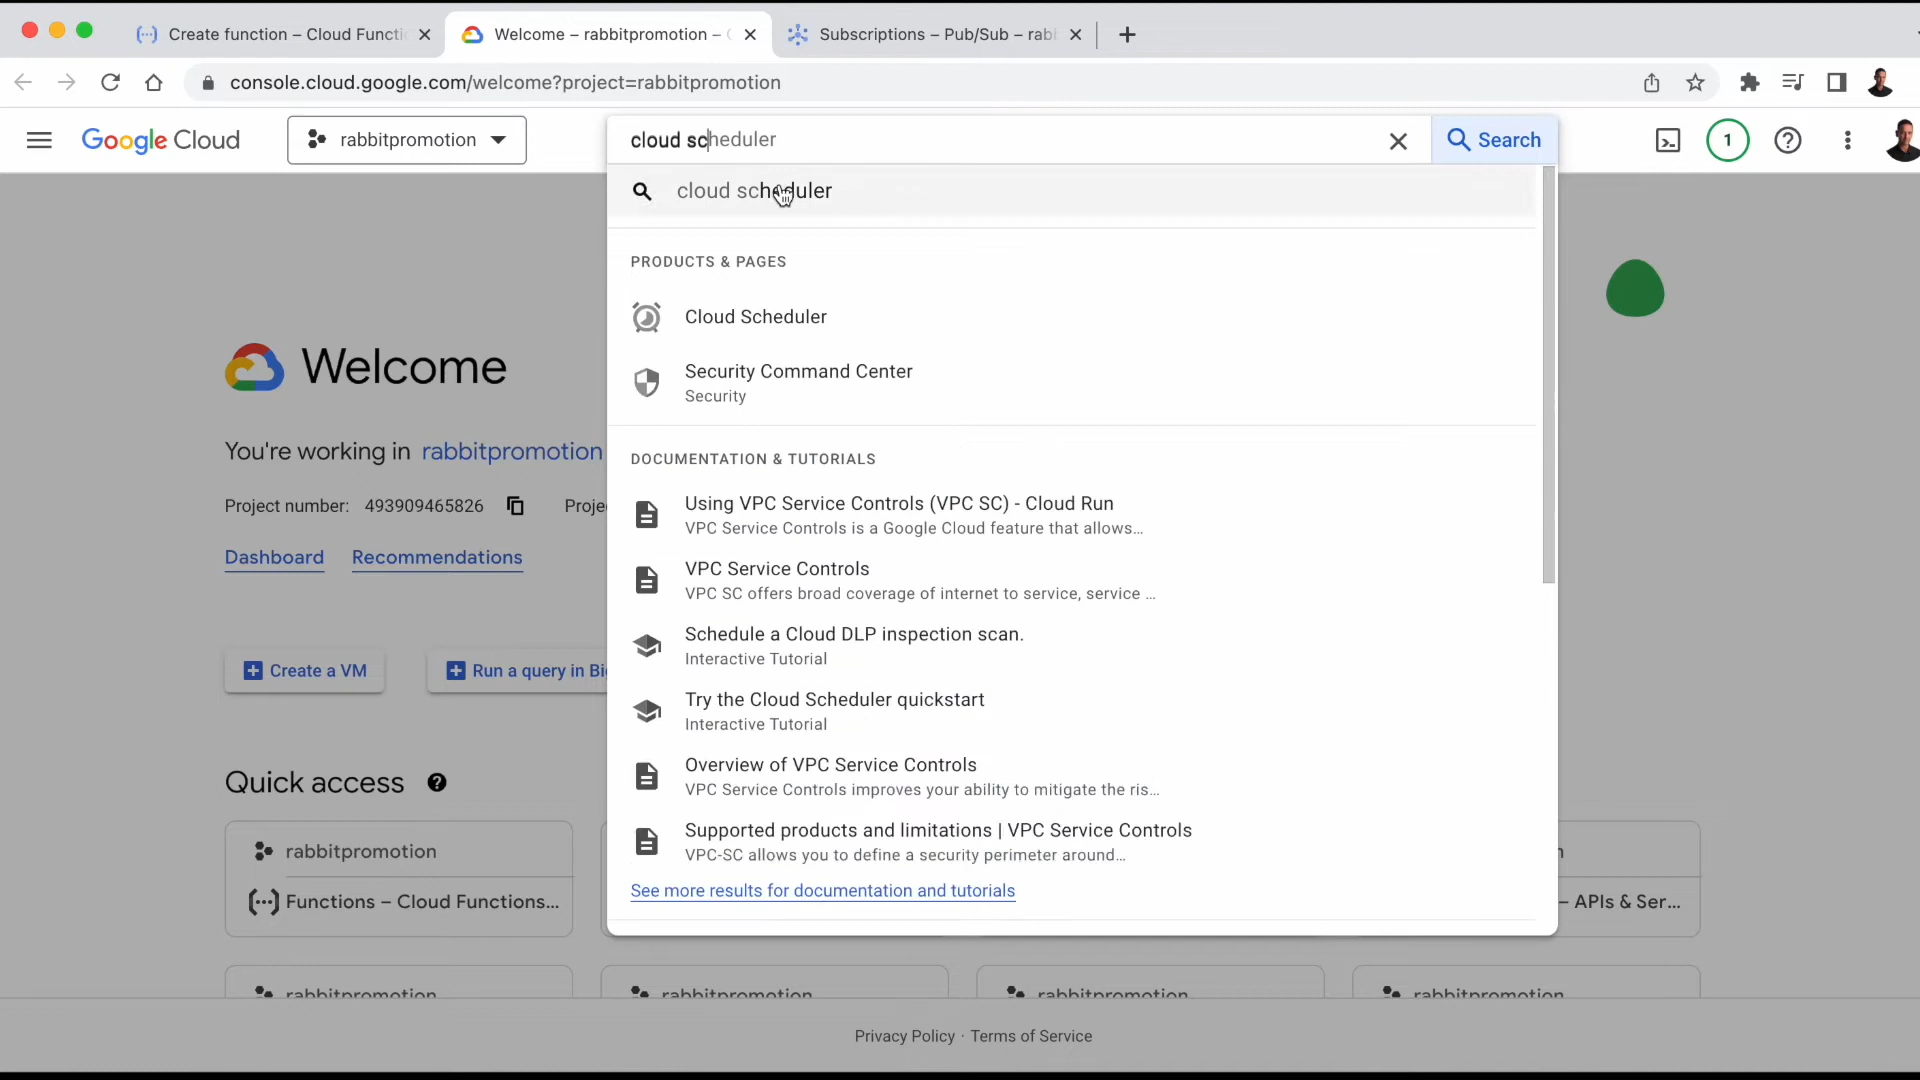 Create function – Cloud Functi
Welcome – rabbitpromotion –
Subscriptions – Pub/Sub – rab
console.cloud.google.com/welcome?project=rabbitpromotion
Google Cloud
rabbitpromotion
cloud scheduler
Search
1
cloud scheduler
PRODUCTS & PAGES
Cloud Scheduler
Security Command Center
Security
DOCUMENTATION & TUTORIALS
Using VPC Service Controls (VPC SC) - Cloud Run
VPC Service Controls is a Google Cloud feature that allows...
VPC Service Controls
VPC SC offers broad coverage of internet to service, service ...
Schedule a Cloud DLP inspection scan.
Interactive Tutorial
Try the Cloud Scheduler quickstart
Interactive Tutorial
Overview of VPC Service Controls
VPC Service Controls improves your ability to mitigate the ris...
Supported products and limitations | VPC Service Controls
VPC-SC allows you to define a security perimeter around...
See more results for documentation and tutorials
Welcome
You're working in rabbitpromotion
Project number: 493909465826 Proje
Dashboard Recommendations
Create a VM
Run a query in Bi
Quick access
rabbitpromotion
Functions – Cloud Functions...
n
– APIs & Ser...
rabbitpromotion
rabbitpromotion
rabbitpromotion
rabbitpromotion
Privacy Policy · Terms of Service